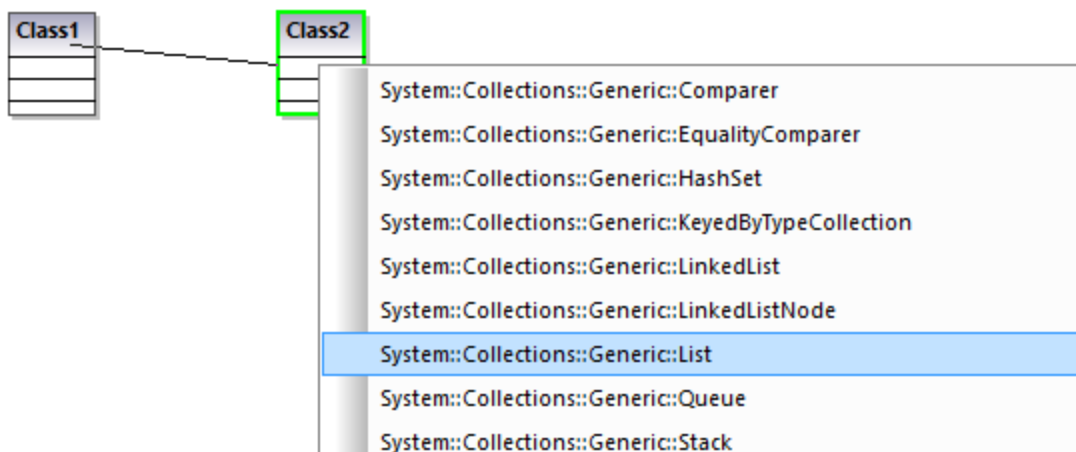 Class1
Class2
System::Collections::Generic::Comparer
System::Collections::Generic::EqualityComparer
System::Collections::Generic::HashSet
System::Collections::Generic::KeyedByTypeCollection
System::Collections::Generic::LinkedList
System::Collections::Generic::LinkedListNode
System::Collections::Generic::List
System::Collections::Generic::Queue
System::Collections::Generic::Stack